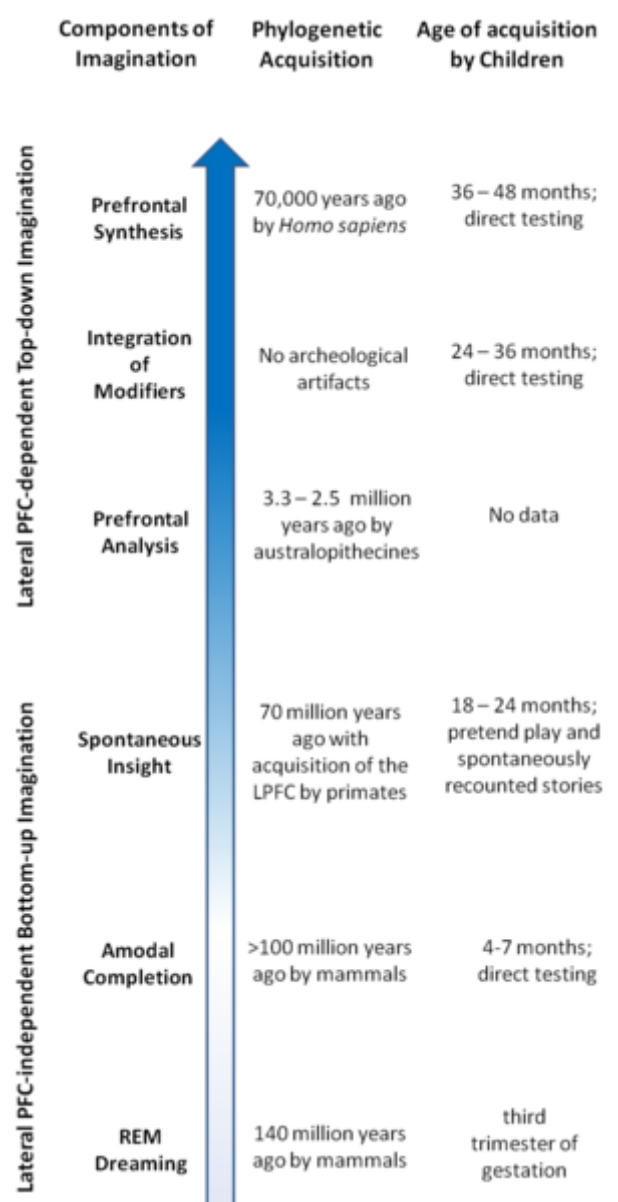 Components of Imagination
Phylogenetic Acquisition
Age of acquisition by Children
Lateral PFC-dependent Top-down Imagination
Prefrontal
Synthesis
70,000 years ago
by Homo sapiens
36 – 48 months;
direct testing
Integration
of
Modifiers
No archeological
artifacts
24 – 36 months;
direct testing
Prefrontal
Analysis
3.3 – 2.5 million
years ago by
australopithecines
No data
Lateral PFC-independent Bottom-up Imagination
Spontaneous
Insight
70 million years
ago with
acquisition of the
LPFC by primates
18 – 24 months;
pretend play and
spontaneously
recounted stories
Amodal
Completion
>100 million years
ago by mammals
4-7 months;
direct testing
REM
Dreaming
140 million years
ago by mammals
third
trimester of
gestation